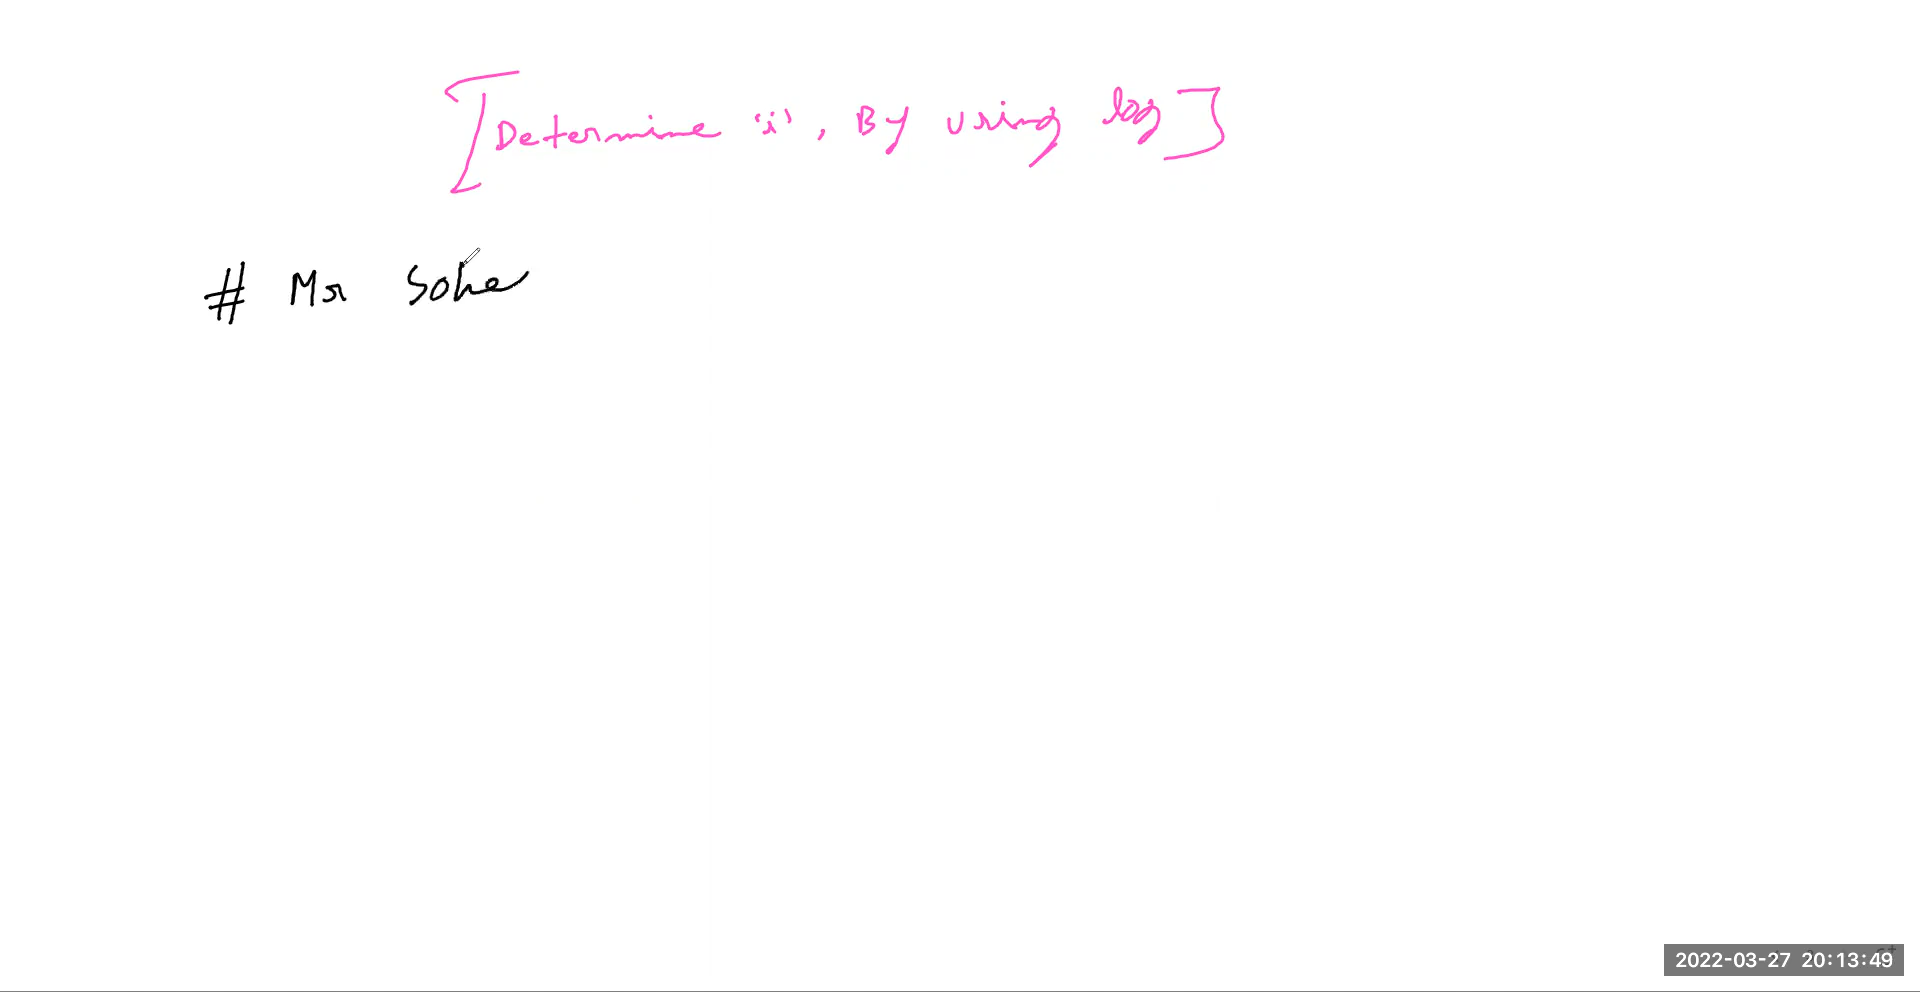 [Determine 'i', By using log]
# Mr Sohe
2022-03-27 20:13:49